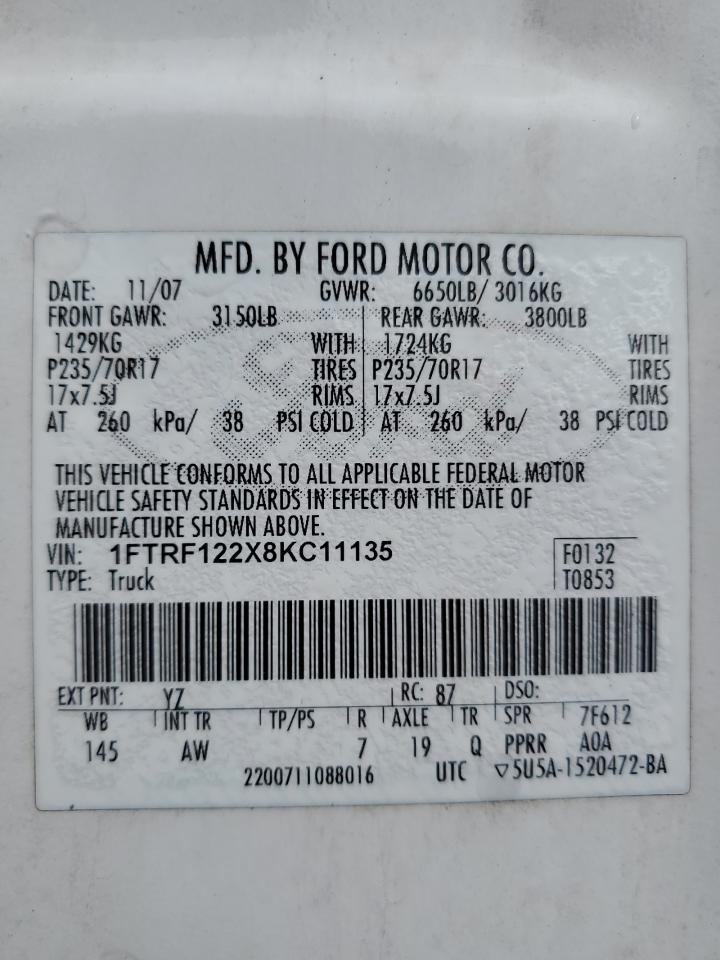 MFD. BY FORD MOTOR CO.
DATE: 11/07 GVWR: 6650LB/ 3016KG
FRONT GAWR: 3150LB REAR GAWR: 3800LB
1429KG WITH 1724KG WITH
P235/70R17 TIRES P235/70R17 TIRES
17x7.5J RIMS 17x7.5J RIMS
AT 260 kPa/ 38 PSI COLD AT 260 kPa/ 38 PSI COLD
THIS VEHICLE CONFORMS TO ALL APPLICABLE FEDERAL MOTOR
VEHICLE SAFETY STANDARDS IN EFFECT ON THE DATE OF
MANUFACTURE SHOWN ABOVE.
VIN: 1FTRF122X8KC11135 F0132
TYPE: Truck T0853
EXT PNT: YZ RC: 87 DSO:
WB INT TR TP/PS R AXLE TR SPR 7F612
145 AW 7 19 Q PPRR A0A
2200711088016 UTC ▽5U5A-1520472-BA